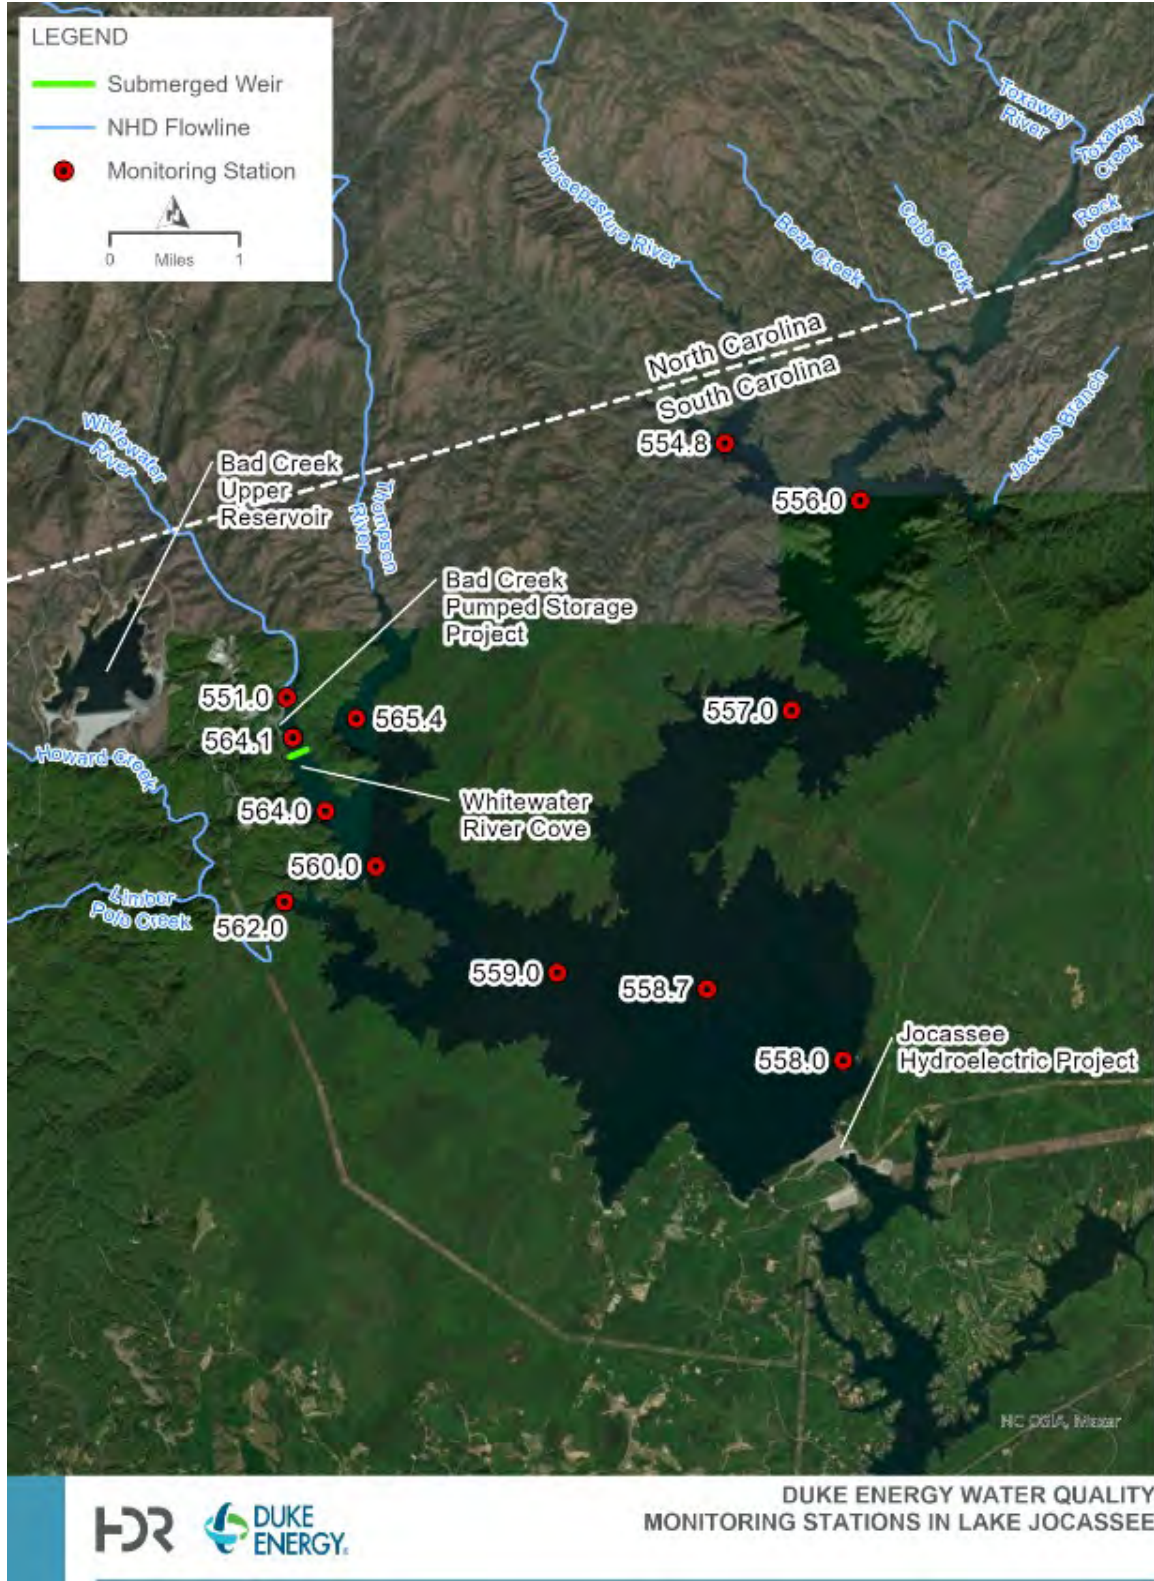 LEGEND
Submerged Weir
NHD Flowline
Monitoring Station
N
0 Miles 1
Toxaway
River
Toxaway
Creek
Rock
Creek
Horsepasture River
Bear Creek
Cobb Creek
North Carolina
South Carolina
Jackies Branch
554.8
556.0
Whitewater
River
Bad Creek
Upper
Reservoir
Thompson
River
Bad Creek
Pumped Storage
Project
551.0
565.4
557.0
564.1
Howard Creek
Whitewater
River Cove
564.0
560.0
Limber
Pole Creek
562.0
559.0
558.7
558.0
Jocassee
Hydroelectric Project
NC CGIA, Maxar
HDR
DUKE
ENERGY®
DUKE ENERGY WATER QUALITY
MONITORING STATIONS IN LAKE JOCASSEE